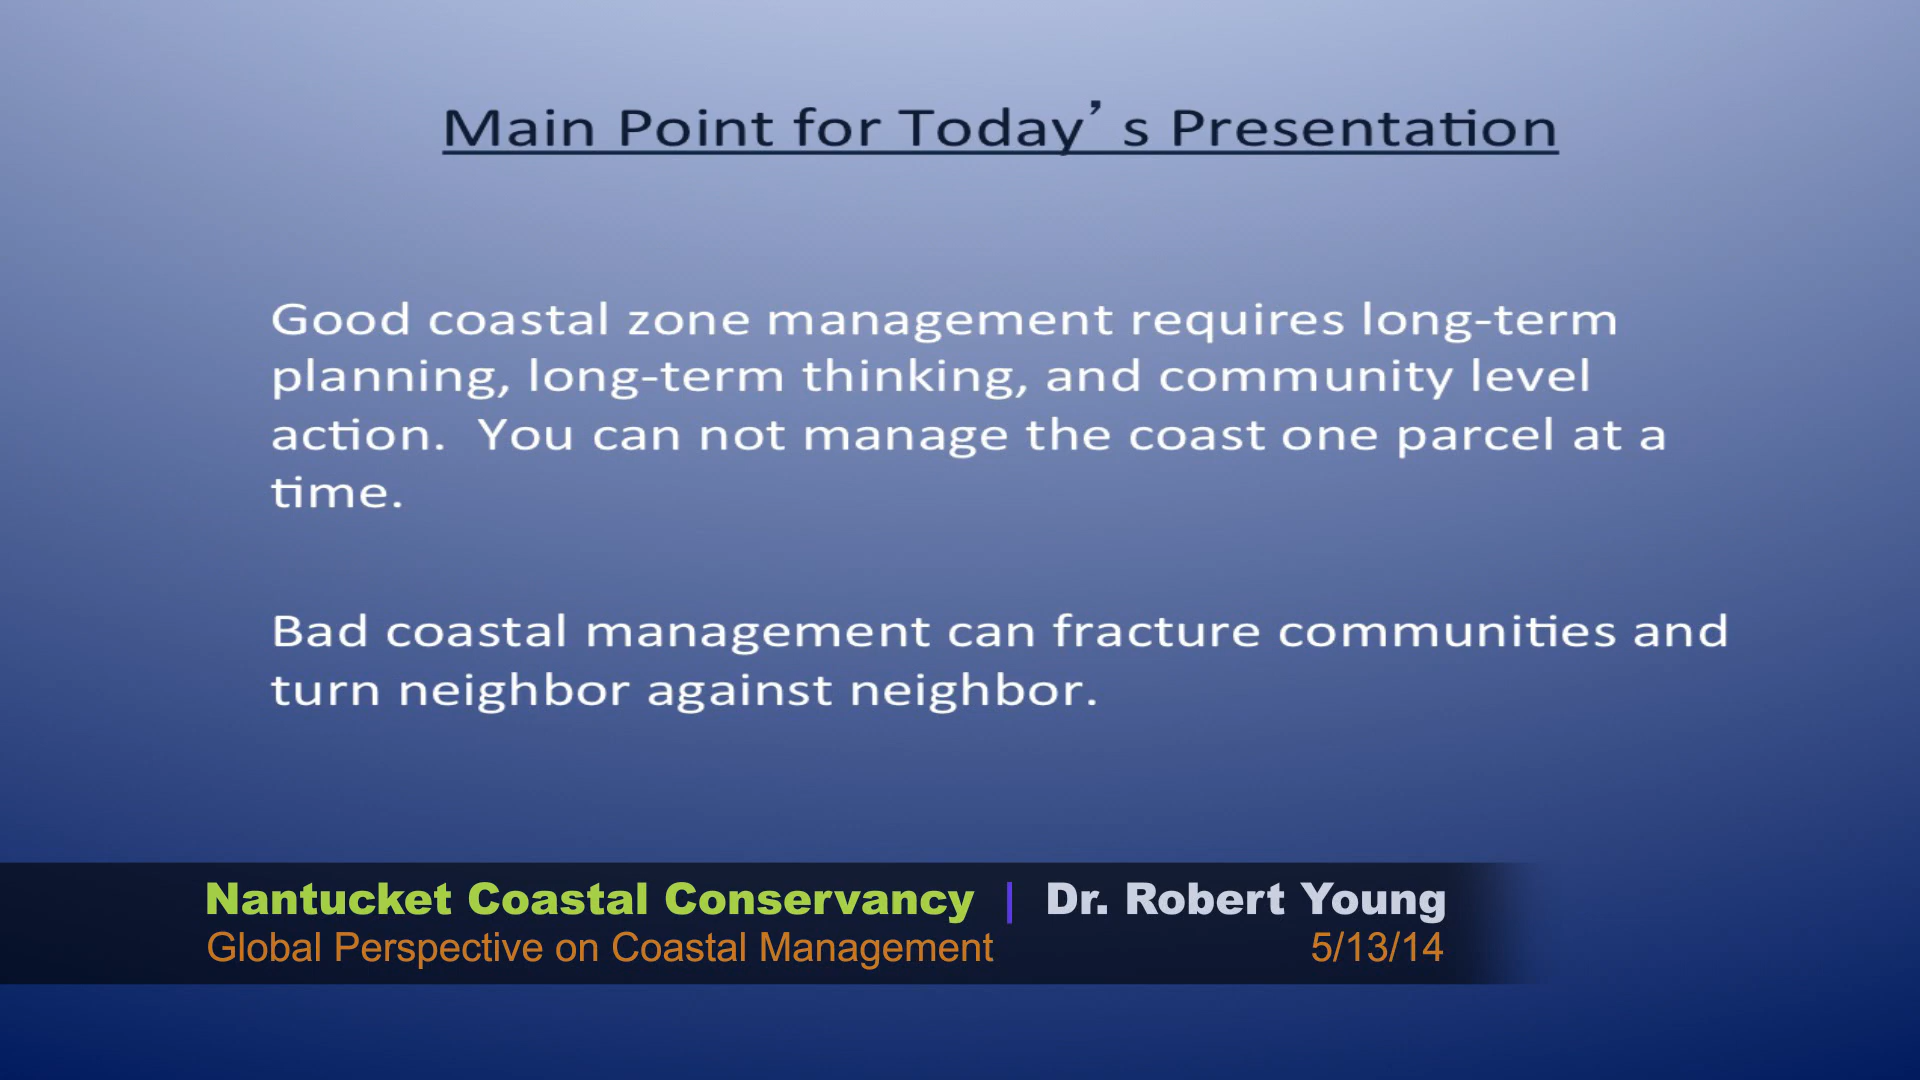 Main Point for Today’s Presentation
Good coastal zone management requires long-term
planning, long-term thinking, and community level
action.  You can not manage the coast one parcel at a
time.
Bad coastal management can fracture communities and
turn neighbor against neighbor.
Nantucket Coastal Conservancy | Dr. Robert Young
Global Perspective on Coastal Management 5/13/14